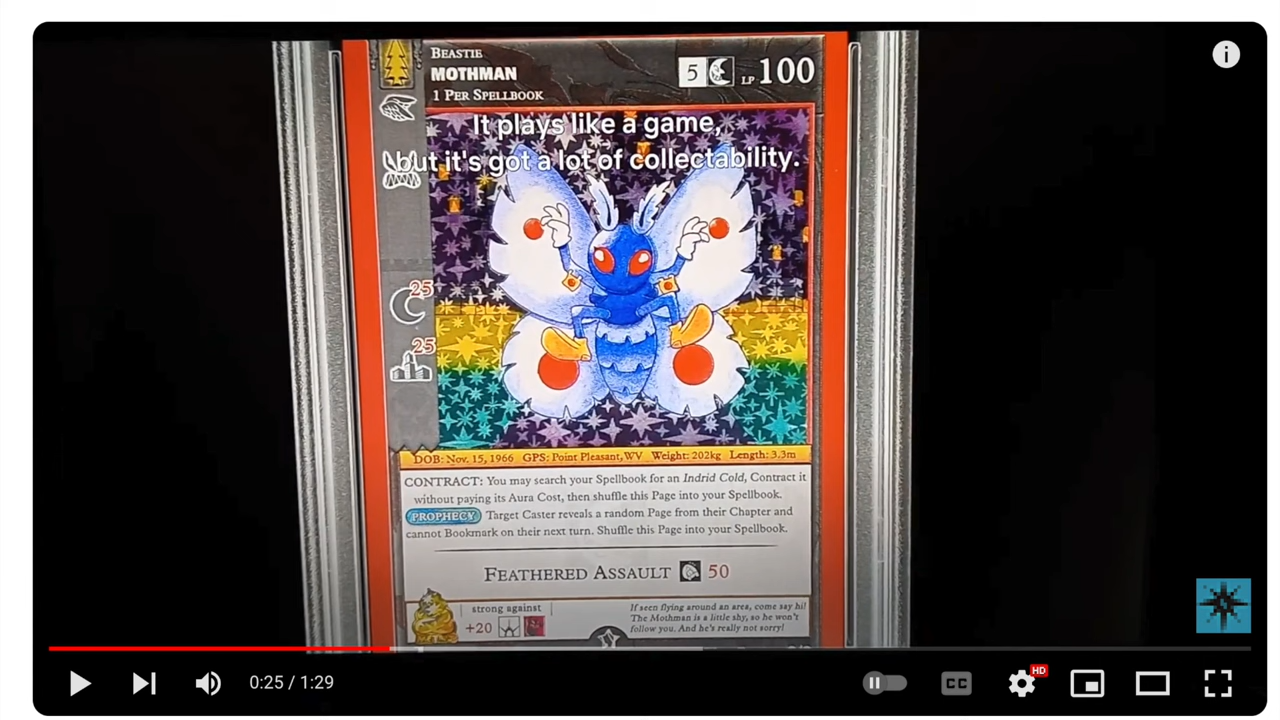 BEASTIE
MOTHMAN
1 PER SPELLBOOK
5
LP 100
It plays like a game,
but it's got a lot of collectability.
25
25
DOB: Nov. 15, 1966 GPS: Point Pleasant, WV Weight: 202kg Length: 3.3m
CONTRACT: You may search your Spellbook for an Indrid Cold, Contract it
without paying its Aura Cost, then shuffle this Page into your Spellbook.
PROPHECY Target Caster reveals a random Page from their Chapter and
cannot Bookmark on their next turn. Shuffle this Page into your Spellbook.
FEATHERED ASSAULT 50
strong against
+20
If seen flying around an area, come say hi!
The Mothman is a little shy, so he won't
follow you. And he's really not sorry!
0:25 / 1:29
CC
HD